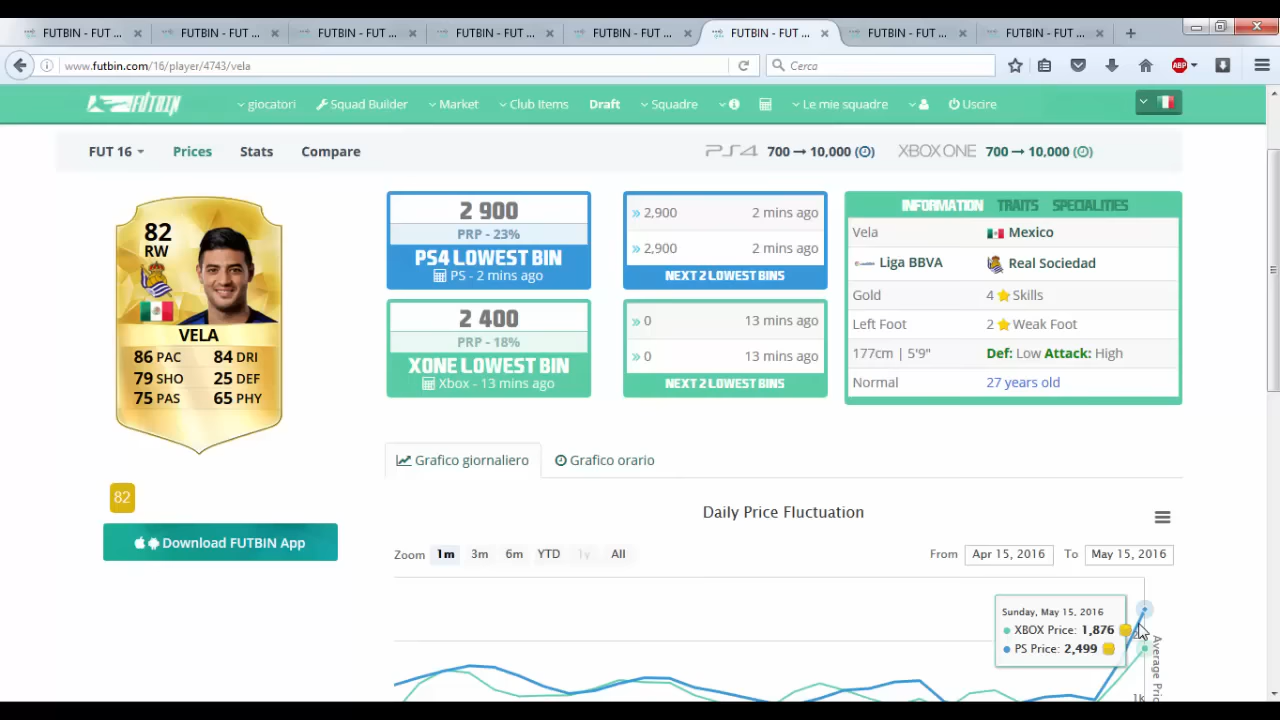 FUTBIN - FUT ... FUTBIN - FUT ... FUTBIN - FUT ... FUTBIN - FUT ... FUTBIN - FUT ... FUTBIN - FUT ... FUTBIN - FUT ... FUTBIN - FUT ...
www.futbin.com/16/player/4743/vela
Cerca
ABP
FUTBIN
giocatori Squad Builder Market Club Items Draft Squadre Le mie squadre Uscire
FUT 16 Prices Stats Compare
PS4 700 → 10,000 XBOX ONE 700 → 10,000
82
RW
VELA
86 PAC 84 DRI
79 SHO 25 DEF
75 PAS 65 PHY
82
Download FUTBIN App
2 900
PRP - 23%
PS4 LOWEST BIN
PS - 2 mins ago
2 400
PRP - 18%
XONE LOWEST BIN
Xbox - 13 mins ago
» 2,900 2 mins ago
» 2,900 2 mins ago
NEXT 2 LOWEST BINS
» 0 13 mins ago
» 0 13 mins ago
NEXT 2 LOWEST BINS
INFORMATION TRAITS SPECIALITIES
Vela Mexico
Liga BBVA Real Sociedad
Gold 4 Skills
Left Foot 2 Weak Foot
177cm | 5'9" Def: Low Attack: High
Normal 27 years old
Grafico giornaliero Grafico orario
Daily Price Fluctuation
Zoom 1m 3m 6m YTD 1y All
From Apr 15, 2016 To May 15, 2016
Sunday, May 15, 2016
XBOX Price: 1,876
PS Price: 2,499
1k